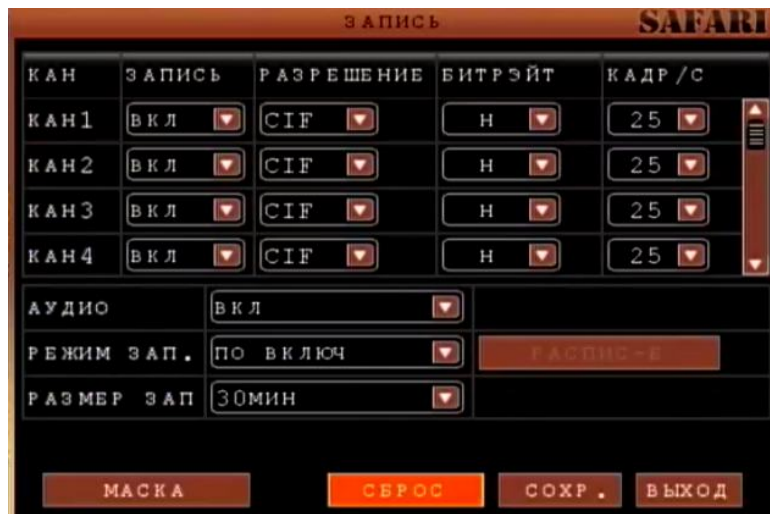 ЗАПИСЬ SAFARI
КАН ЗАПИСЬ РАЗРЕШЕНИЕ БИТРЭЙТ КАДР/С
КАН1 ВКЛ CIF Н 25
КАН2 ВКЛ CIF Н 25
КАН3 ВКЛ CIF Н 25
КАН4 ВКЛ CIF Н 25
АУДИО ВКЛ
РЕЖИМ ЗАП. ПО ВКЛЮЧ РАСПИС-Е
РАЗМЕР ЗАП 30МИН
МАСКА СБРОС СОХР. ВЫХОД